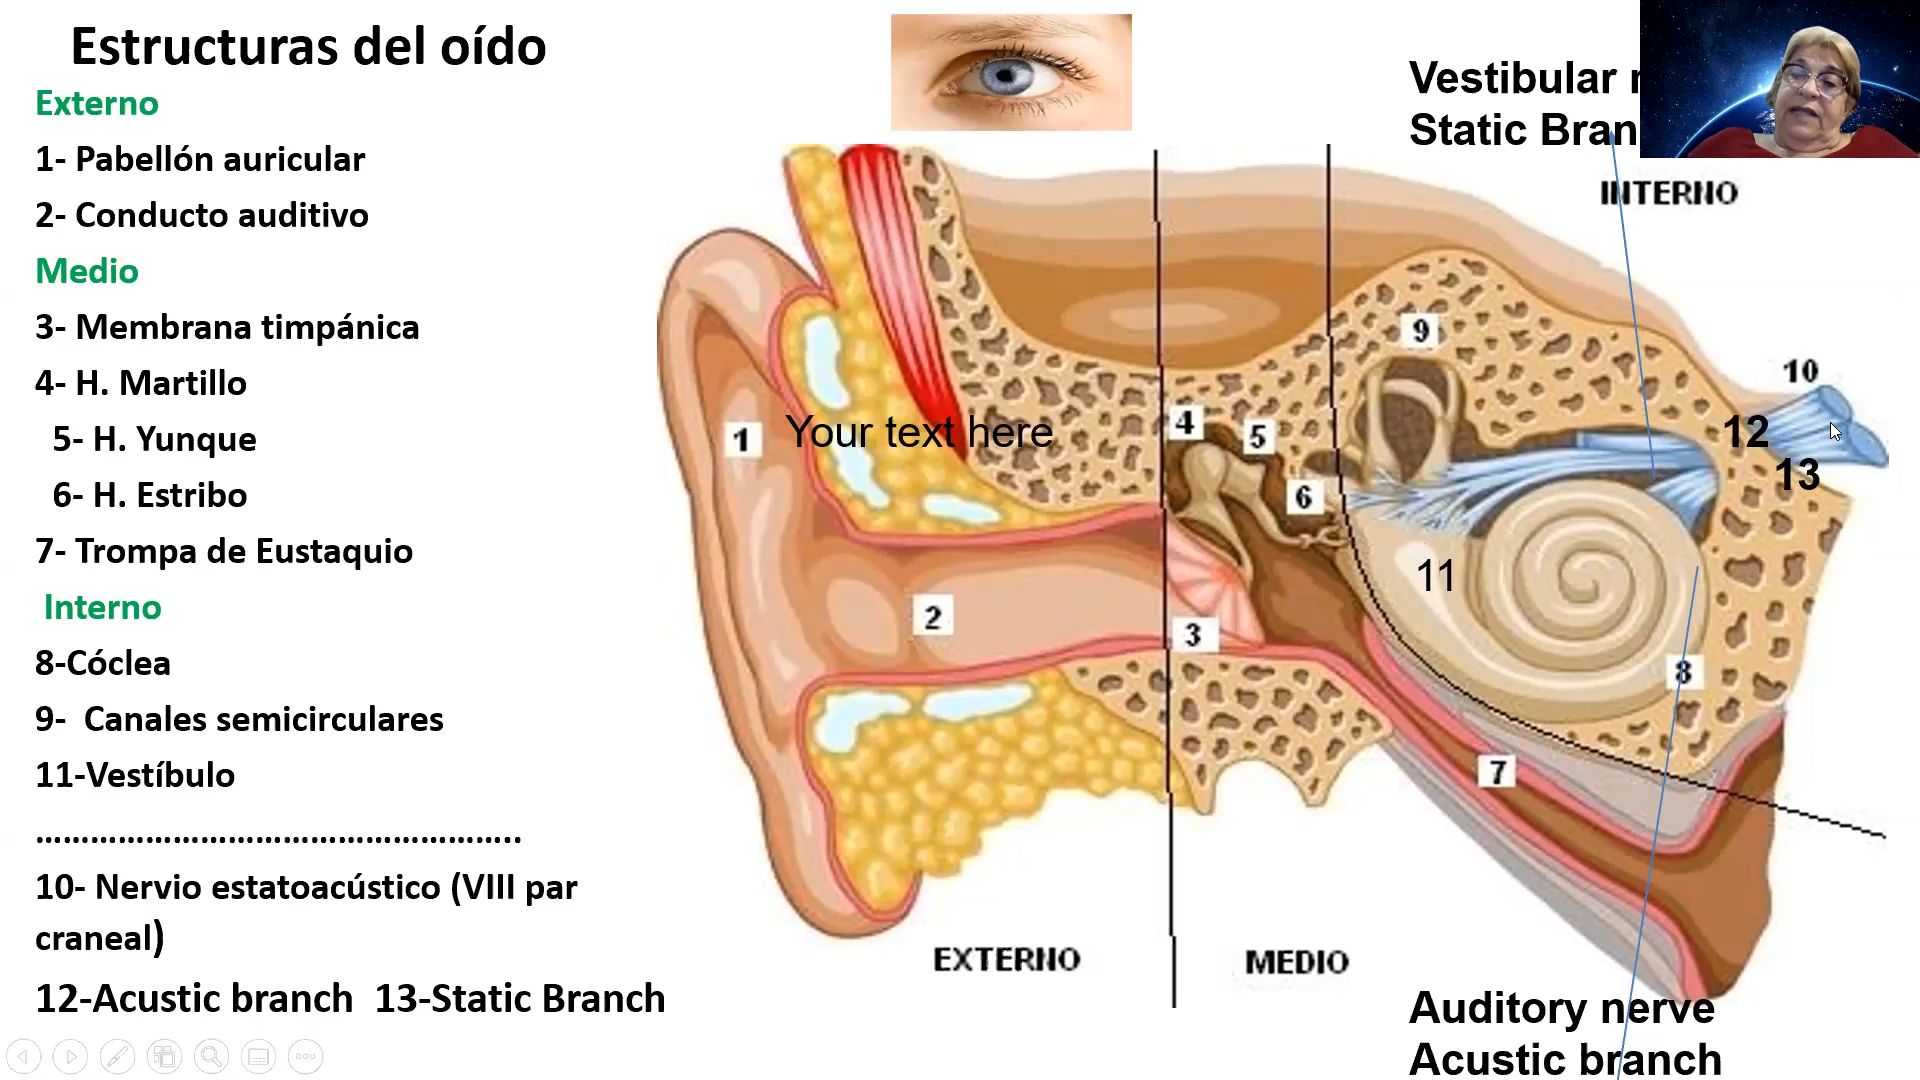 Estructuras del oído
Externo
1- Pabellón auricular
2- Conducto auditivo
Medio
3- Membrana timpánica
4- H. Martillo
5- H. Yunque
6- H. Estribo
7- Trompa de Eustaquio
Interno
8-Cóclea
9- Canales semicirculares
11-Vestíbulo
…………………………………………..
10- Nervio estatoacústico (VIII par
craneal)
12-Acustic branch 13-Static Branch
Vestibular
Static Bran
INTERNO
9
10
12
13
4
5
1
Your text here
6
11
2
3
8
7
EXTERNO
MEDIO
Auditory nerve
Acustic branch